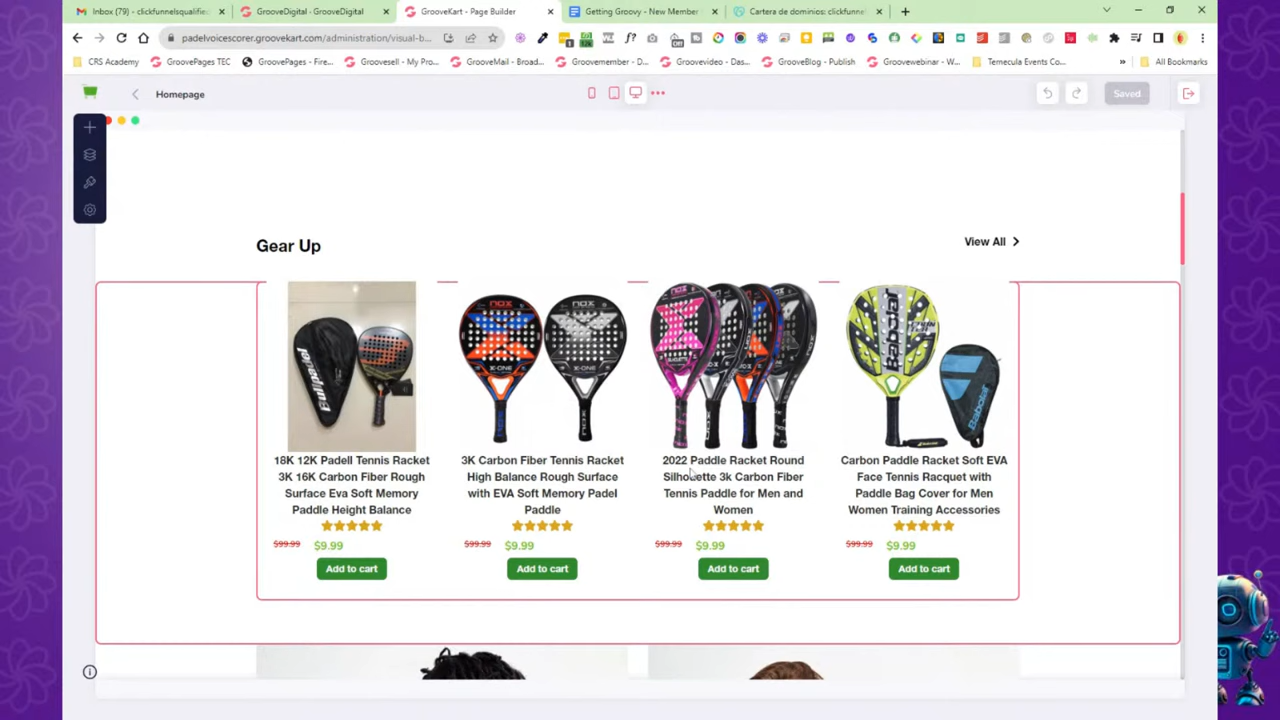 Inbox (79) - clickfunnelsqualifie
GrooveDigital - GrooveDigital
GrooveKart - Page Builder
Getting Groovy - New Member
Cartera de dominios: clickfunne
padelvoicescorer.groovekart.com/administration/visual-b...
CRS Academy
GroovePages TEC
GroovePages - Fire...
Groovesell - My Pro...
GrooveMail - Broad...
Groovemember - D...
Groovevideo - Das...
GrooveBlog - Publish
Groovewebinar - W...
Temecula Events Co...
All Bookmarks
Homepage
Saved
Gear Up
View All
18K 12K Padell Tennis Racket
3K 16K Carbon Fiber Rough
Surface Eva Soft Memory
Paddle Height Balance
$99.99 $9.99
Add to cart
3K Carbon Fiber Tennis Racket
High Balance Rough Surface
with EVA Soft Memory Padel
Paddle
$99.99 $9.99
Add to cart
2022 Paddle Racket Round
Silhouette 3k Carbon Fiber
Tennis Paddle for Men and
Women
$99.99 $9.99
Add to cart
Carbon Paddle Racket Soft EVA
Face Tennis Racquet with
Paddle Bag Cover for Men
Women Training Accessories
$99.99 $9.99
Add to cart
nox
X-ONE
nox
X-ONE
nox
Babolat
Babolat